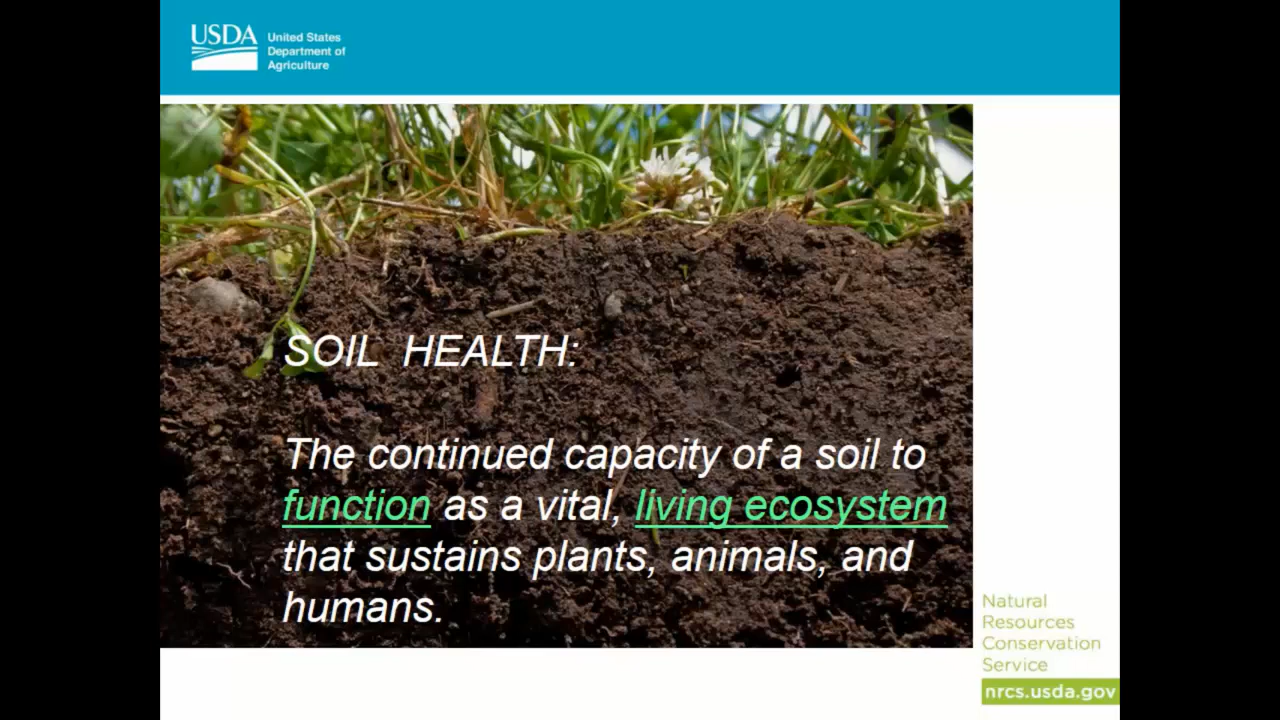 USDA
United States
Department of
Agriculture
SOIL HEALTH:
The continued capacity of a soil to
function as a vital, living ecosystem
that sustains plants, animals, and
humans.
Natural
Resources
Conservation
Service
nrcs.usda.gov